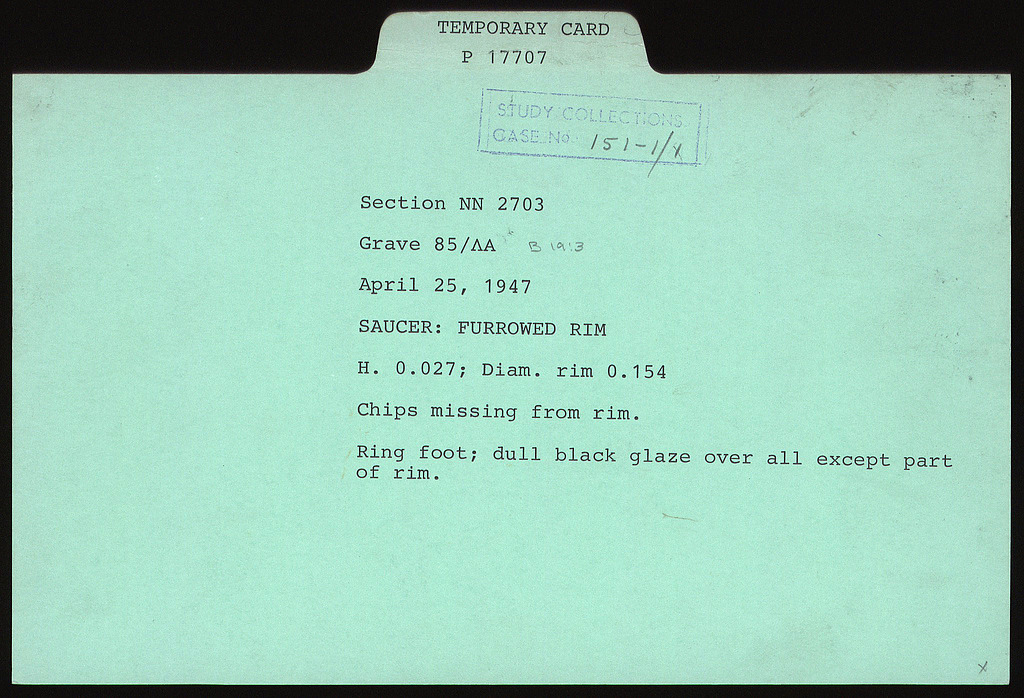 TEMPORARY CARD
P 17707
STUDY COLLECTIONS
CASE No. 151-1/
Section NN 2703
Grave 85/ΛΑ
April 25, 1947
SAUCER: FURROWED RIM
H. 0.027; Diam. rim 0.154
Chips missing from rim.
Ring foot; dull black glaze over all except part
of rim.
x